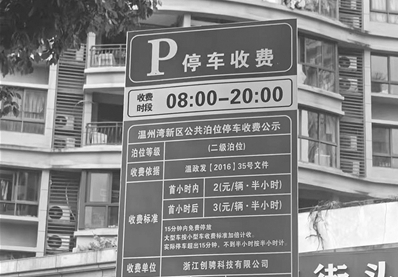 P 停车收费
收费时段 08:00-20:00
温州湾新区公共泊位停车收费公示
泊位等级 (二级泊位)
收费依据 温政发【2016】35号文件
收费标准
首小时内 2(元/辆·半小时)
首小时后 3(元/辆·半小时)
15分钟内免费停放
大型车按小型车收费标准加倍计收,
实际停车超出15分钟,不到半小时按半小时计.
收费单位 浙江创骋科技有限公司
街头